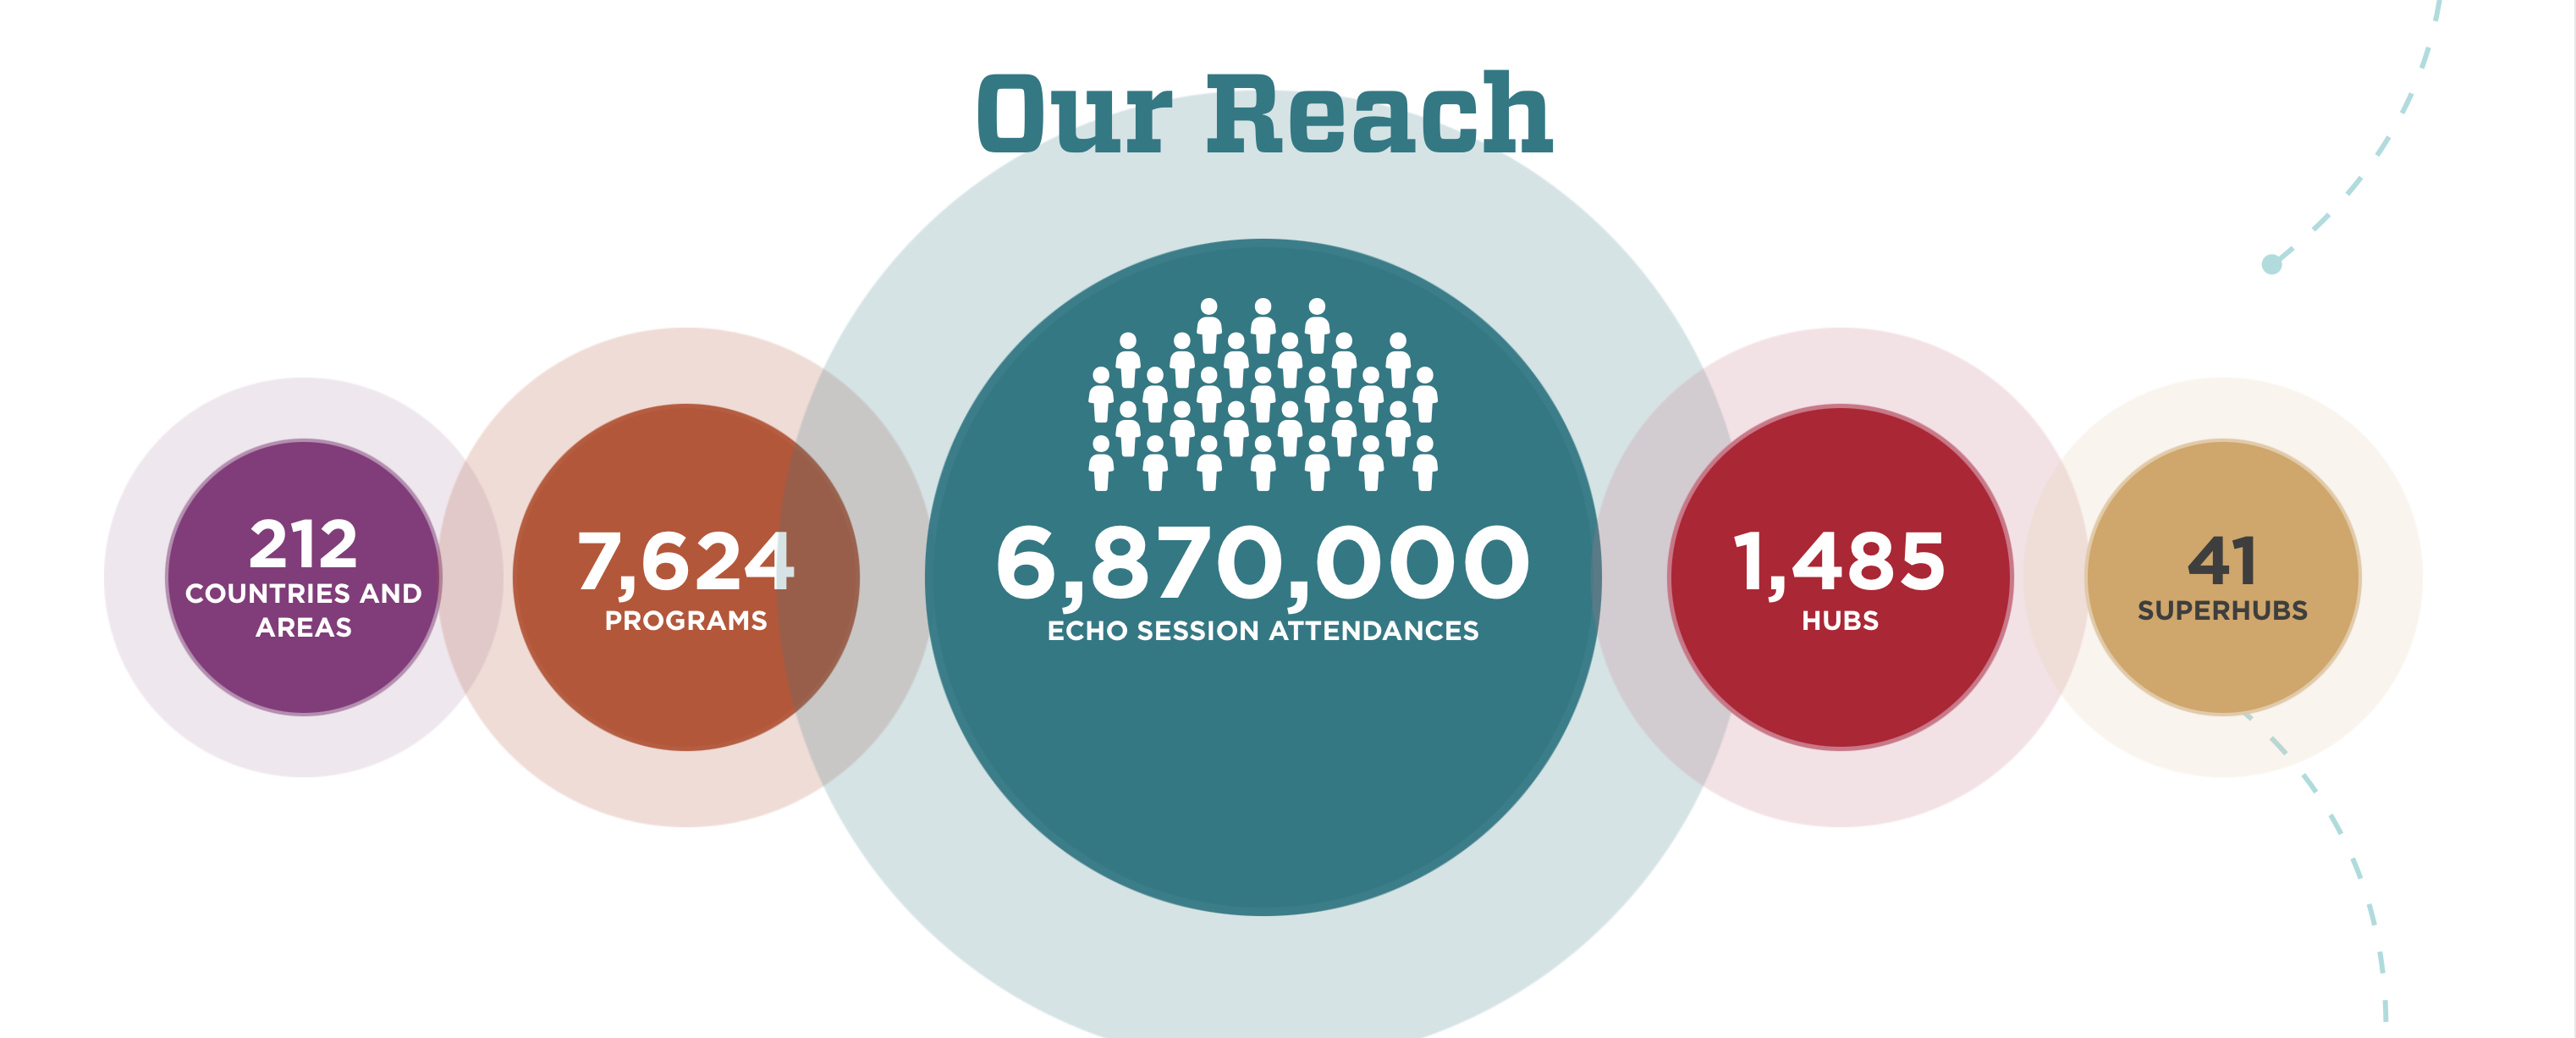 Our Reach
212
COUNTRIES AND
AREAS
7,624
PROGRAMS
6,870,000
ECHO SESSION ATTENDANCES
1,485
HUBS
41
SUPERHUBS